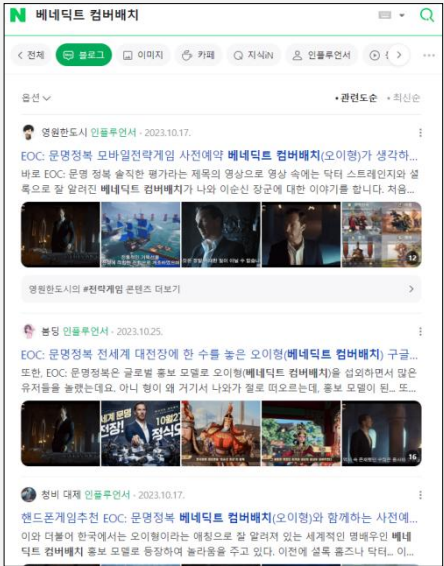 N 베네딕트 컴버배치
전체 블로그 이미지 카페 지식iN 인플루언서
옵션 관련도순 최신순
영원한도시 인플루언서 · 2023.10.17.
EOC: 문명정복 모바일전략게임 사전예약 베네딕트 컴버배치(오이형)가 생각하...
바로 EOC: 문명 정복 솔직한 평가라는 제목의 영상으로 영상 속에는 닥터 스트레인지와 셜
록으로 잘 알려진 베네딕트 컴버배치가 나와 이순신 장군에 대한 이야기를 합니다. 처음...
12
영원한도시의 #전략게임 콘텐츠 더보기
봄딩 인플루언서 · 2023.10.25.
EOC: 문명정복 전세계 대전장에 한 수를 놓은 오이형(베네딕트 컴버배치) 구글...
또한, EOC: 문명정복은 글로벌 홍보 모델로 오이형(베네딕트 컴버배치)을 섭외하면서 많은
유저들을 놀랬는데요. 아니 형이 왜 거기서 나와가 절로 떠오르는데, 홍보 모델이 된... 또...
세계 문명
전장! 10월27
정식오
16
청비 대제 인플루언서 · 2023.10.17.
핸드폰게임추천 EOC: 문명정복 베네딕트 컴버배치(오이형)와 함께하는 사전예...
이와 더불어 한국에서는 오이형이라는 애칭으로 잘 알려져 있는 세계적인 명배우인 베네
딕트 컴버배치 홍보 모델로 등장하여 놀라움을 주고 있다. 이전에 셜록 홈즈나 닥터... 이...